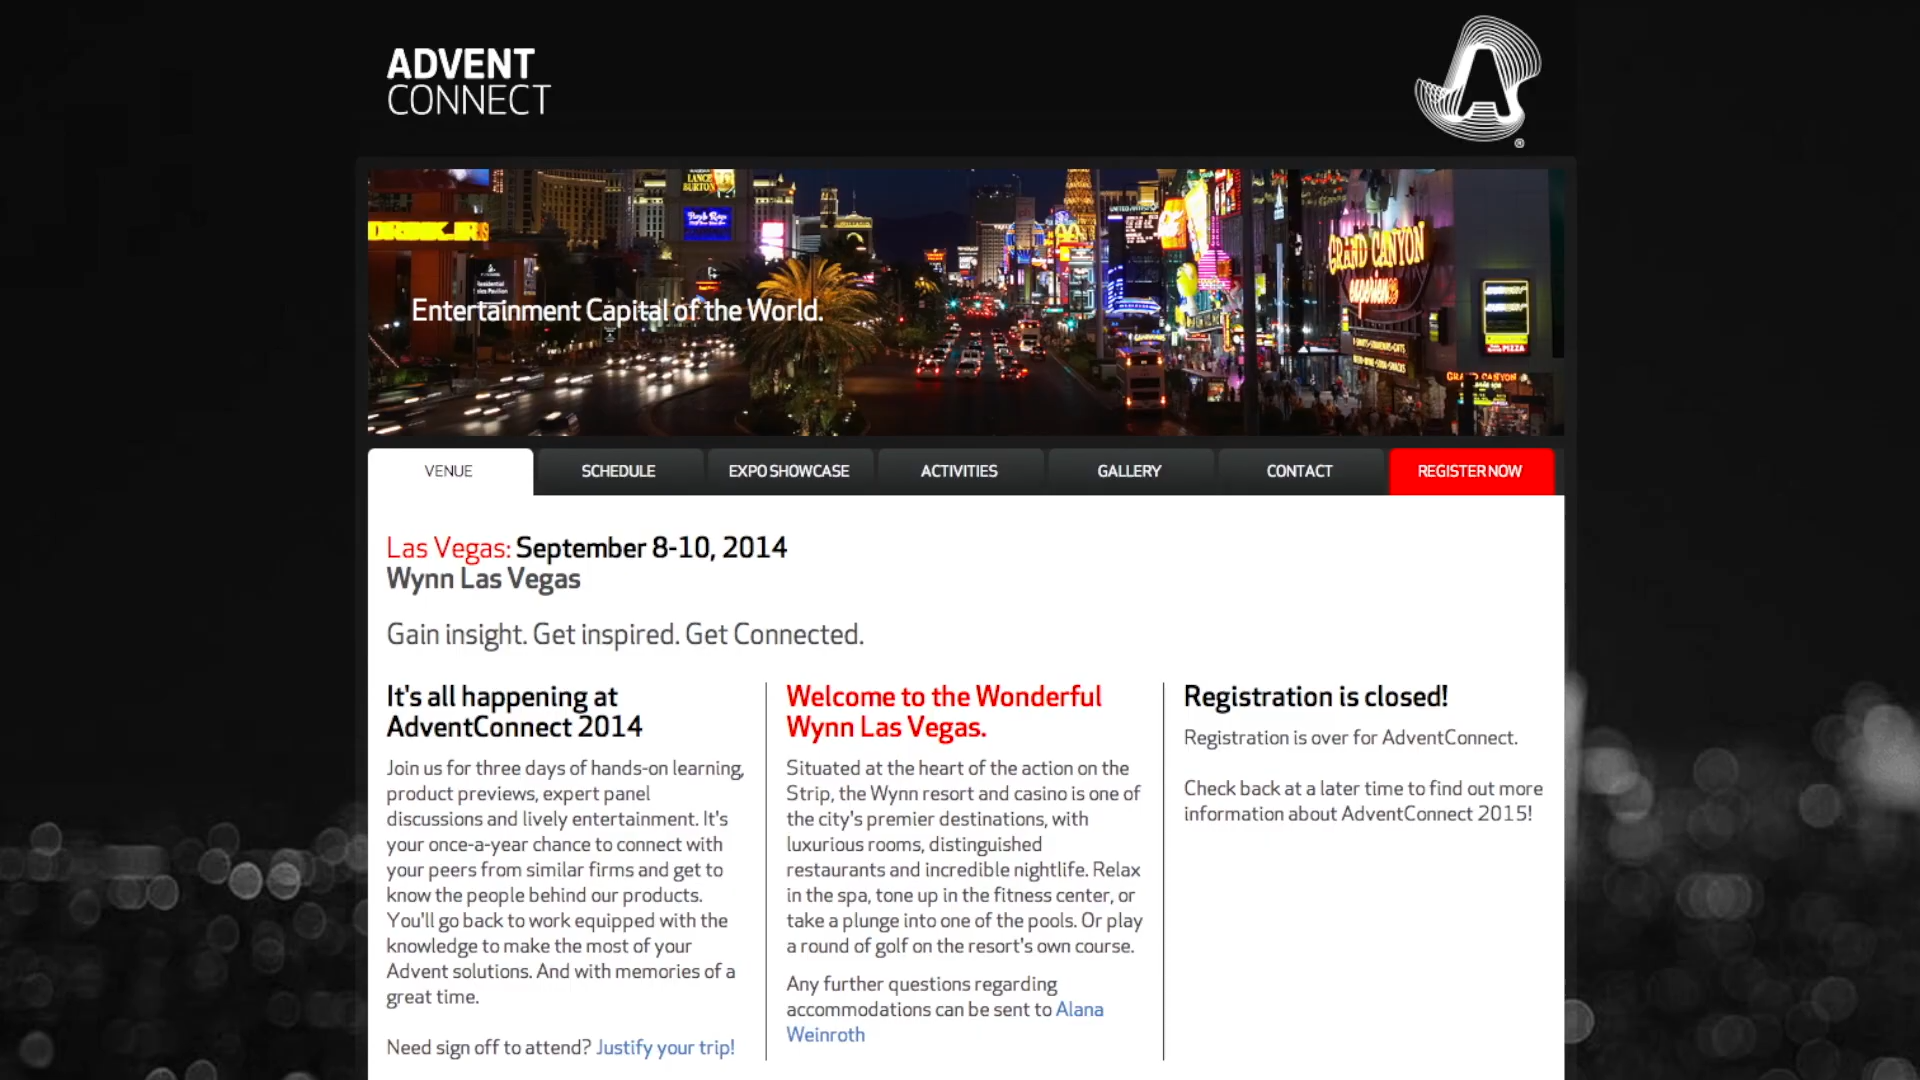 ADVENT
CONNECT
A
®
LANCE
BURTON
GRAND CANYON
experience
PIZZA
Entertainment Capital of the World.
VENUE
SCHEDULE
EXPO SHOWCASE
ACTIVITIES
GALLERY
CONTACT
REGISTER NOW
Las Vegas: September 8-10, 2014
Wynn Las Vegas
Gain insight. Get inspired. Get Connected.
It's all happening at
AdventConnect 2014
Join us for three days of hands-on learning,
product previews, expert panel
discussions and lively entertainment. It's
your once-a-year chance to connect with
your peers from similar firms and get to
know the people behind our products.
You'll go back to work equipped with the
knowledge to make the most of your
Advent solutions. And with memories of a
great time.
Need sign off to attend? Justify your trip!
Welcome to the Wonderful
Wynn Las Vegas.
Situated at the heart of the action on the
Strip, the Wynn resort and casino is one of
the city's premier destinations, with
luxurious rooms, distinguished
restaurants and incredible nightlife. Relax
in the spa, tone up in the fitness center, or
take a plunge into one of the pools. Or play
a round of golf on the resort's own course.
Any further questions regarding
accommodations can be sent to Alana
Weinroth
Registration is closed!
Registration is over for AdventConnect.
Check back at a later time to find out more
information about AdventConnect 2015!